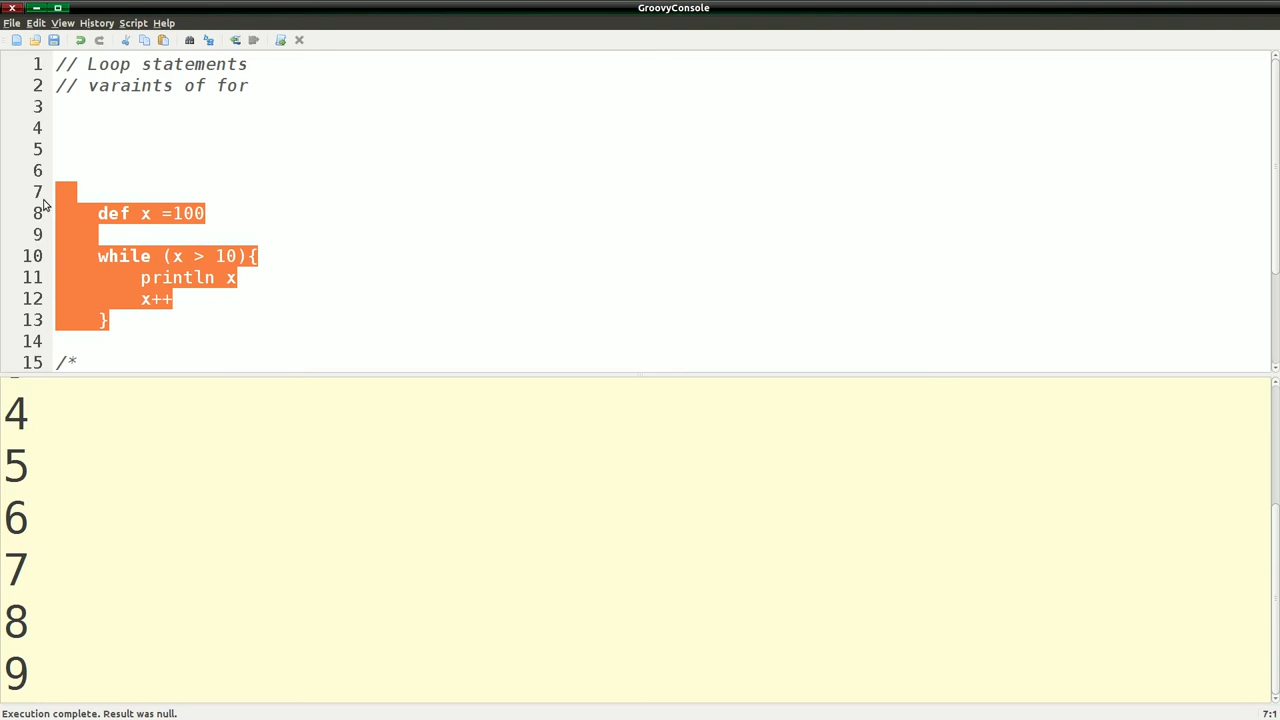 GroovyConsole
File Edit View History Script Help
1 // Loop statements
2 // varaints of for
3
4
5
6
7
8 def x =100
9
10 while (x > 10){
11 println x
12 x++
13 }
14
15 /*
4
5
6
7
8
9
Execution complete. Result was null. 7:1